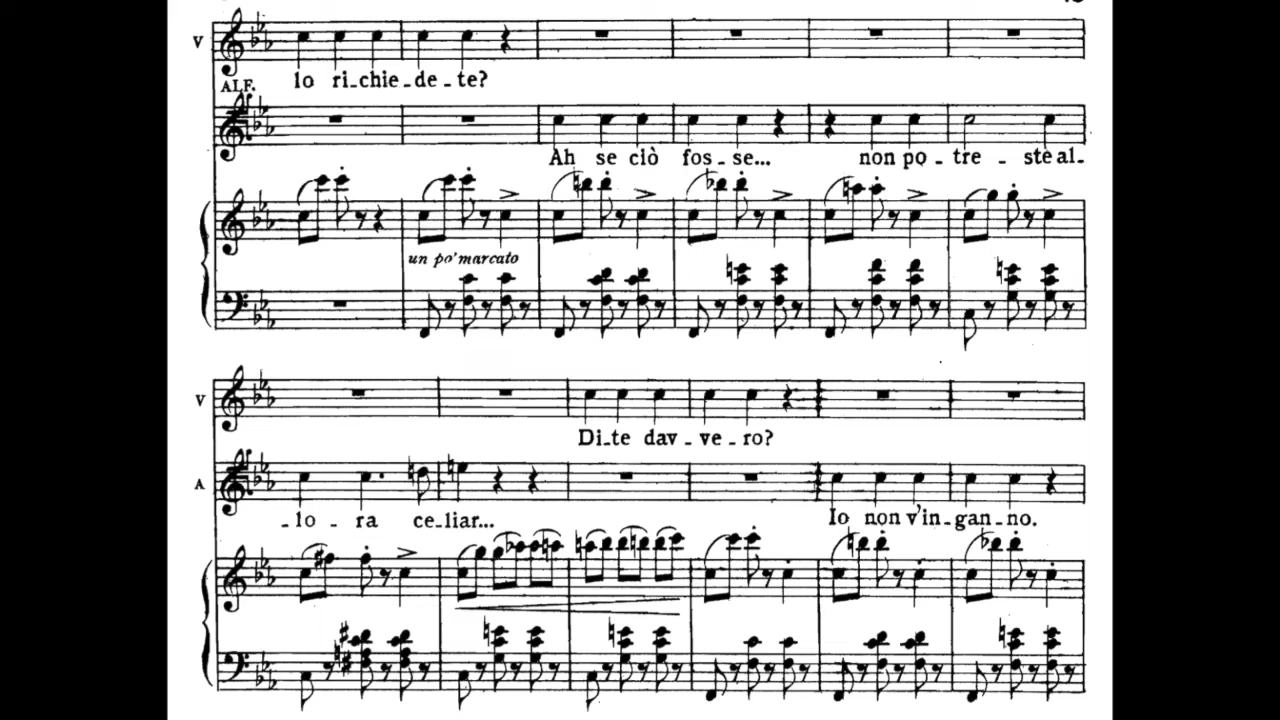 V
lo ri_chie_de_te?
ALF.
Ah se ciò fos_se... non po_tre_ste al_
un po' marcato
V
Di_te dav_ve_ro?
A
_lo_ra ce_liar... Io non v'in_gan_no.